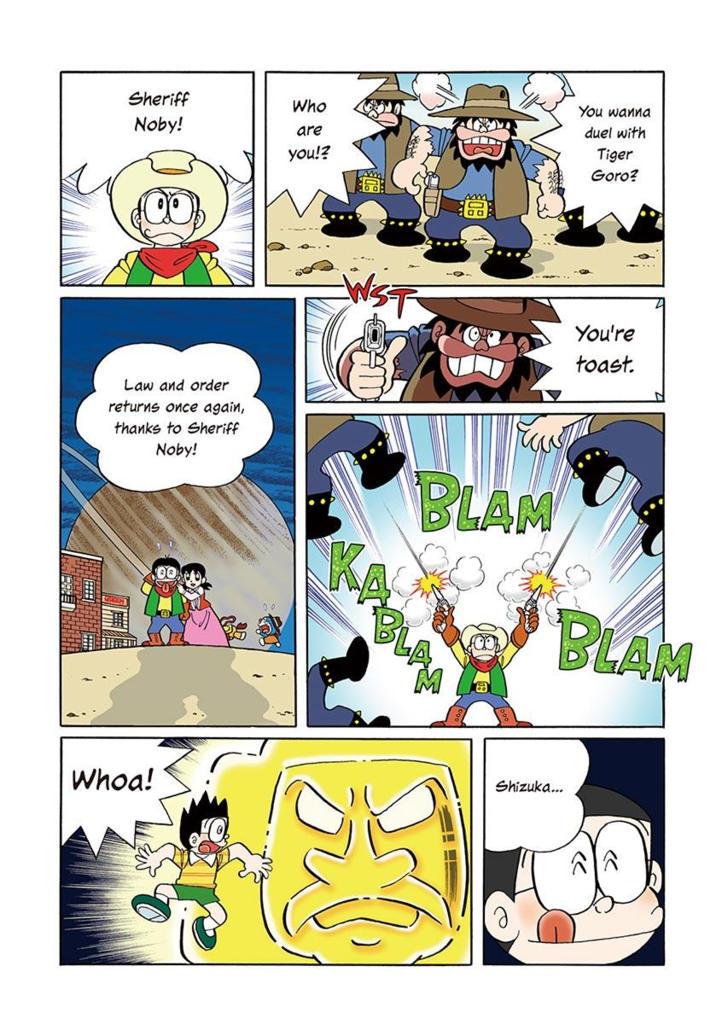 You wanna
duel with
Tiger
Goro?
Who
are
you!?
Sheriff
Noby!
You're
toast.
WST
BLAM
BLAM
KA
BLAM
Law and order
returns once again,
thanks to Sheriff
Noby!
Shizuka...
Whoa!